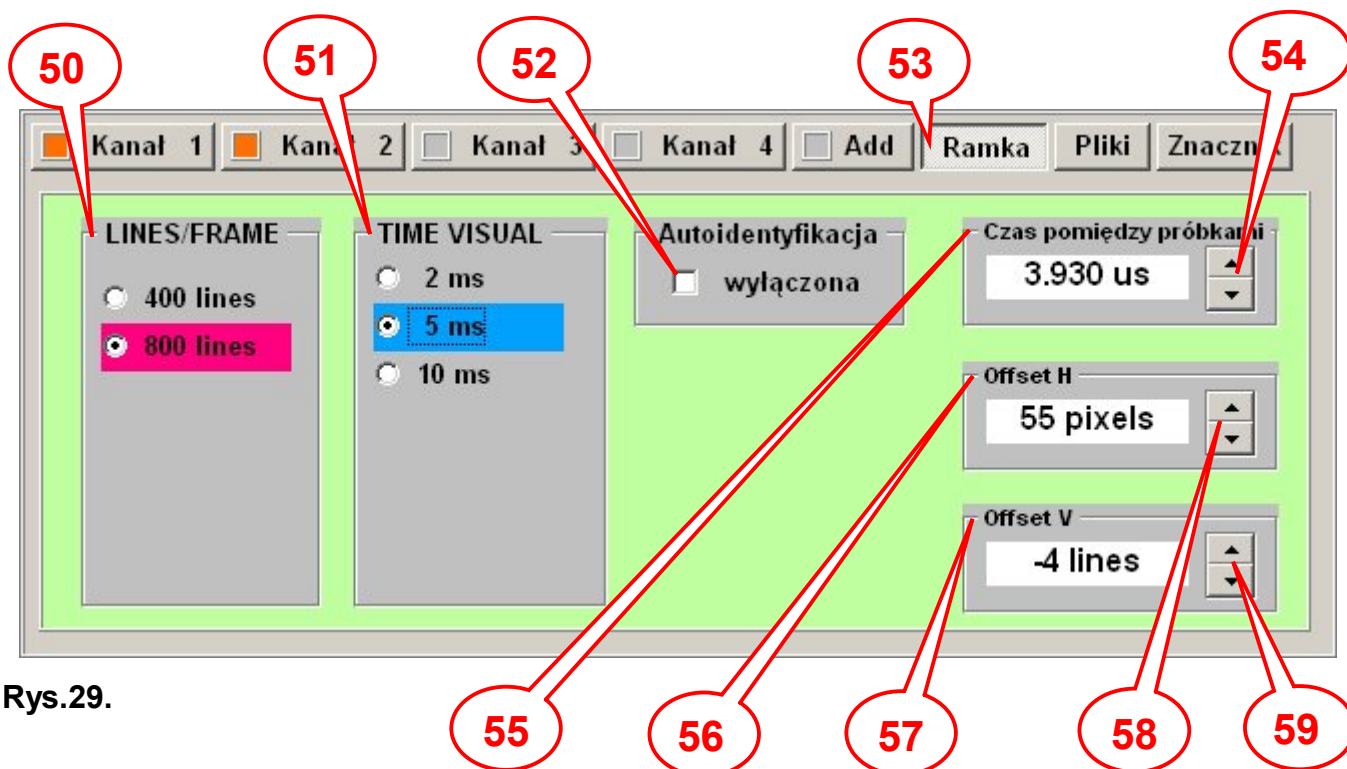 50 51 52 53 54
Kanał 1 Kanał 2 Kanał 3 Kanał 4 Add Ramka Pliki
LINES/FRAME
400 lines
800 lines
TIME VISUAL
2 ms
5 ms
10 ms
Autoidentyfikacja
wyłączona
Czas pomiędzy próbkami
3.930 us
Offset H
55 pixels
Offset V
-4 lines
Rys.29.
55 56 57 58 59